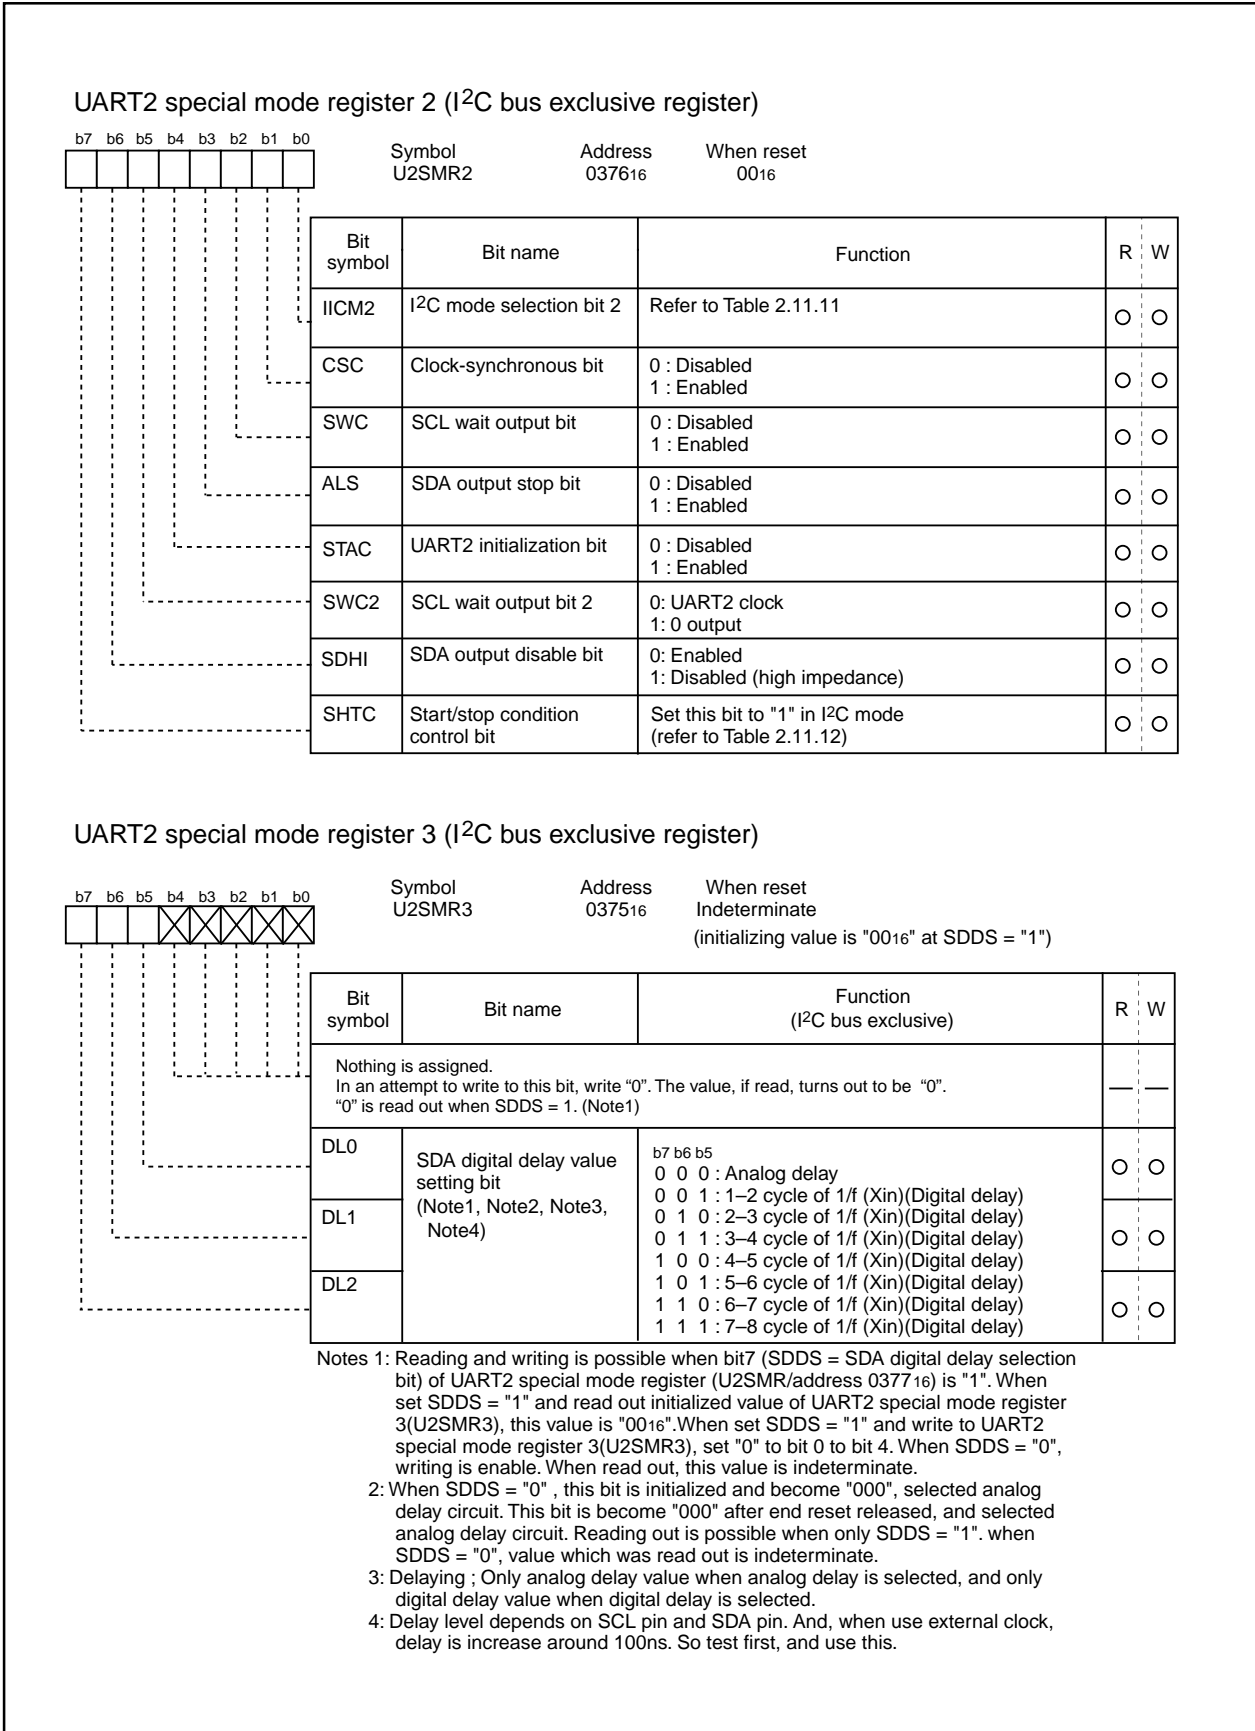 UART2 special mode register 2 (I2C bus exclusive register)
b7 b6 b5 b4 b3 b2 b1 b0
Symbol Address When reset
U2SMR2 037616 0016
Bit symbol Bit name Function R W
IICM2 I2C mode selection bit 2 Refer to Table 2.11.11
CSC Clock-synchronous bit 0 : Disabled
1 : Enabled
SWC SCL wait output bit 0 : Disabled
1 : Enabled
ALS SDA output stop bit 0 : Disabled
1 : Enabled
STAC UART2 initialization bit 0 : Disabled
1 : Enabled
SWC2 SCL wait output bit 2 0: UART2 clock
1: 0 output
SDHI SDA output disable bit 0: Enabled
1: Disabled (high impedance)
SHTC Start/stop condition Set this bit to "1" in I2C mode
control bit (refer to Table 2.11.12)
UART2 special mode register 3 (I2C bus exclusive register)
b7 b6 b5 b4 b3 b2 b1 b0
Symbol Address When reset
U2SMR3 037516 Indeterminate
(initializing value is "0016" at SDDS = "1")
Bit symbol Bit name Function R W
(I2C bus exclusive)
Nothing is assigned.
In an attempt to write to this bit, write “0”. The value, if read, turns out to be “0”.
“0” is read out when SDDS = 1. (Note1)
DL0
DL1
DL2
SDA digital delay value
setting bit
(Note1, Note2, Note3,
Note4)
b7 b6 b5
0 0 0 : Analog delay
0 0 1 : 1–2 cycle of 1/f (Xin)(Digital delay)
0 1 0 : 2–3 cycle of 1/f (Xin)(Digital delay)
0 1 1 : 3–4 cycle of 1/f (Xin)(Digital delay)
1 0 0 : 4–5 cycle of 1/f (Xin)(Digital delay)
1 0 1 : 5–6 cycle of 1/f (Xin)(Digital delay)
1 1 0 : 6–7 cycle of 1/f (Xin)(Digital delay)
1 1 1 : 7–8 cycle of 1/f (Xin)(Digital delay)
Notes 1: Reading and writing is possible when bit7 (SDDS = SDA digital delay selection
bit) of UART2 special mode register (U2SMR/address 037716) is "1". When
set SDDS = "1" and read out initialized value of UART2 special mode register
3(U2SMR3), this value is "0016".When set SDDS = "1" and write to UART2
special mode register 3(U2SMR3), set "0" to bit 0 to bit 4. When SDDS = "0",
writing is enable. When read out, this value is indeterminate.
2: When SDDS = "0" , this bit is initialized and become "000", selected analog
delay circuit. This bit is become "000" after end reset released, and selected
analog delay circuit. Reading out is possible when only SDDS = "1". when
SDDS = "0", value which was read out is indeterminate.
3: Delaying ; Only analog delay value when analog delay is selected, and only
digital delay value when digital delay is selected.
4: Delay level depends on SCL pin and SDA pin. And, when use external clock,
delay is increase around 100ns. So test first, and use this.